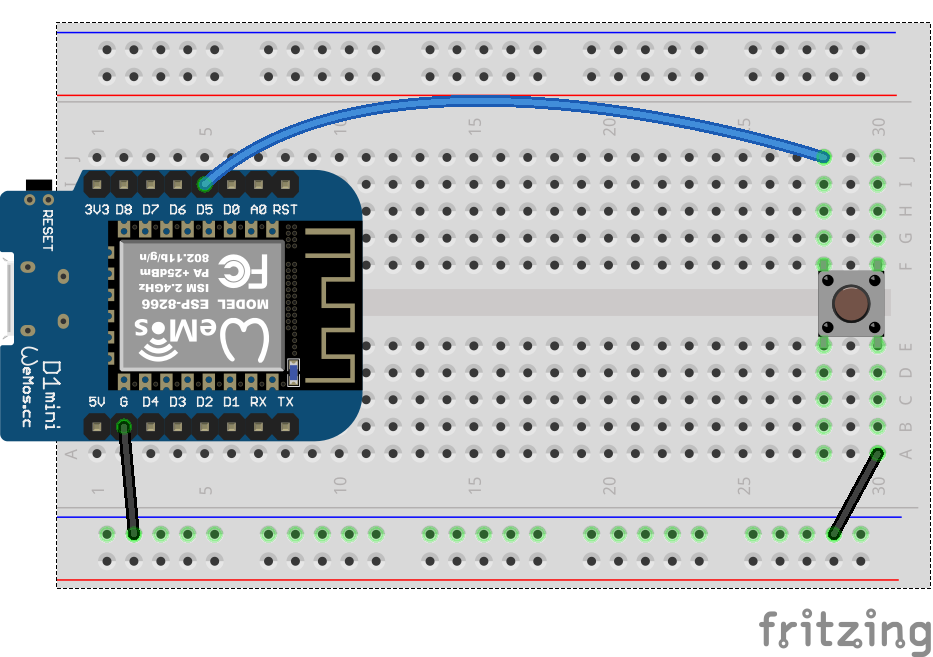 1 5 10 15 20 25 30
J J
I I
H
G
F
3V3 D8 D7 D6 D5 D0 A0 RST
RESET
MODEL ESP-8266
ISM 2.4GHz
PA +25dBm
802.11b/g/n
FC
WeMos
D1mini
WeMos.cc
5V G D4 D3 D2 D1 RX TX
E
D
C
B
A A
1 5 10 15 20 25 30
fritzing